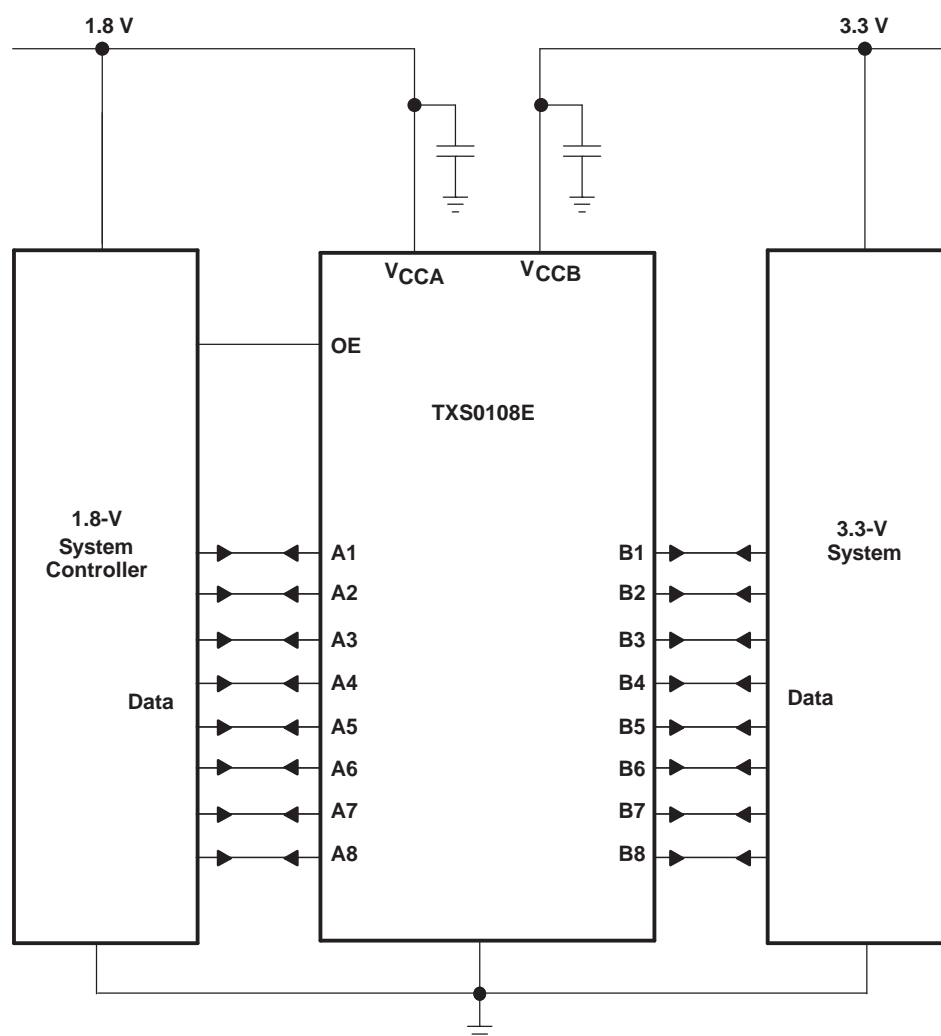 1.8 V
3.3 V
VCCA
VCCB
OE
TXS0108E
1.8-V
System
Controller
3.3-V
System
A1
B1
A2
B2
A3
B3
A4
B4
Data
Data
A5
B5
A6
B6
A7
B7
A8
B8